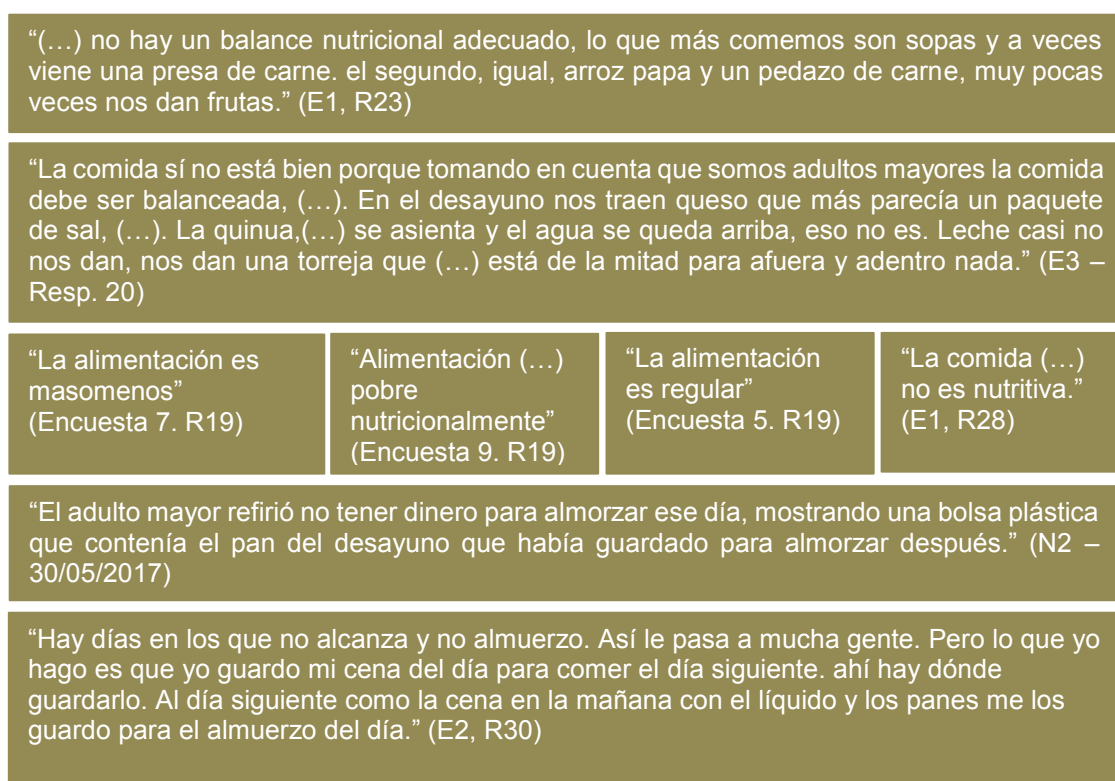 “(…) no hay un balance nutricional adecuado, lo que más comemos son sopas y a veces
viene una presa de carne. el segundo, igual, arroz papa y un pedazo de carne, muy pocas
veces nos dan frutas.” (E1, R23)
“La comida sí no está bien porque tomando en cuenta que somos adultos mayores la comida
debe ser balanceada, (…). En el desayuno nos traen queso que más parecía un paquete
de sal, (…). La quinua,(…) se asienta y el agua se queda arriba, eso no es. Leche casi no
nos dan, nos dan una torreja que (…) está de la mitad para afuera y adentro nada.” (E3 –
Resp. 20)
“La alimentación es
masomenos”
(Encuesta 7. R19)
“Alimentación (…)
pobre
nutricionalmente”
(Encuesta 9. R19)
“La alimentación
es regular”
(Encuesta 5. R19)
“La comida (…)
no es nutritiva.”
(E1, R28)
“El adulto mayor refirió no tener dinero para almorzar ese día, mostrando una bolsa plástica
que contenía el pan del desayuno que había guardado para almorzar después.” (N2 –
30/05/2017)
“Hay días en los que no alcanza y no almuerzo. Así le pasa a mucha gente. Pero lo que yo
hago es que yo guardo mi cena del día para comer el día siguiente. ahí hay dónde
guardarlo. Al día siguiente como la cena en la mañana con el líquido y los panes me los
guardo para el almuerzo del día.” (E2, R30)